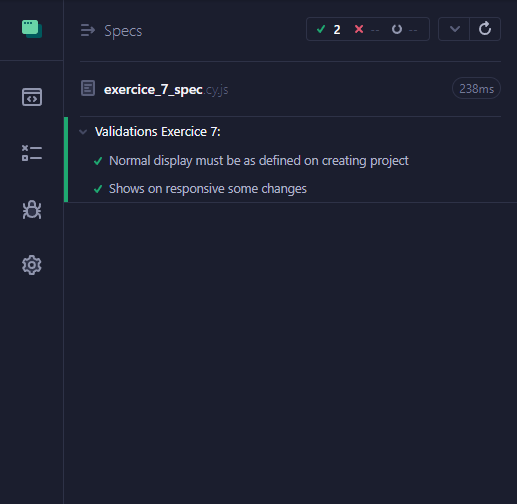 Specs
2 -- --
exercice_7_spec.cy.js 238ms
Validations Exercice 7:
Normal display must be as defined on creating project
Shows on responsive some changes